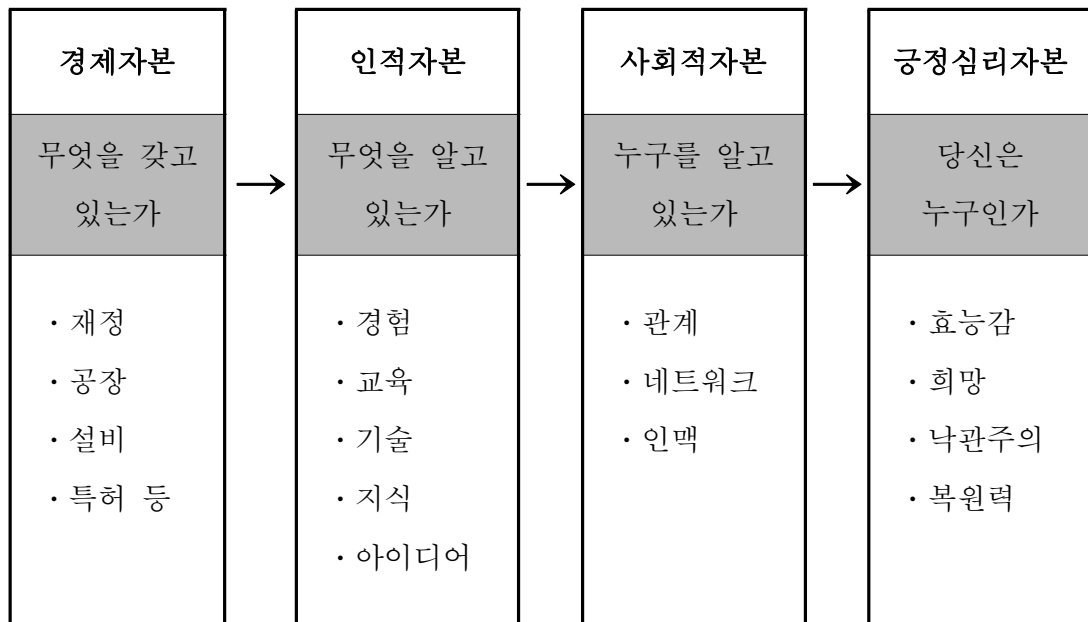 경제자본
무엇을 갖고
있는가
· 재정
· 공장
· 설비
· 특허 등
인적자본
무엇을 알고
있는가
· 경험
· 교육
· 기술
· 지식
· 아이디어
사회적자본
누구를 알고
있는가
· 관계
· 네트워크
· 인맥
긍정심리자본
당신은
누구인가
· 효능감
· 희망
· 낙관주의
· 복원력